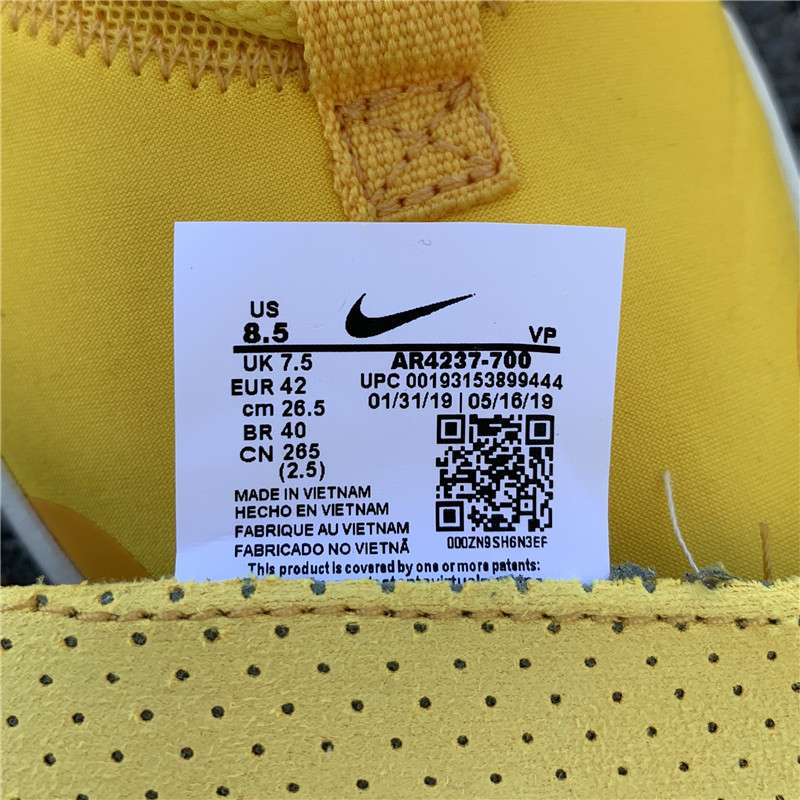 US
8.5
VP
UK 7.5
EUR 42
cm 26.5
BR 40
CN 265
(2.5)
AR4237-700
UPC 00193153899444
01/31/19 | 05/16/19
000ZN9SH6N3EF
MADE IN VIETNAM
HECHO EN VIETNAM
FABRIQUE AU VIETNAM
FABRICADO NO VIETNÃ
This product is covered by one or more patents: